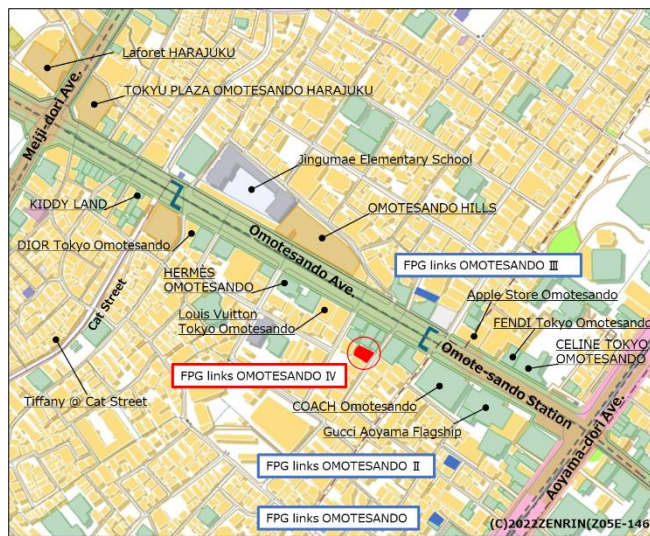 Laforet HARAJUKU
TOKYU PLAZA OMOTESANDO HARAJUKU
Meiji-dori Ave.
Jingumae Elementary School
KIDDY LAND
OMOTESANDO HILLS
DIOR Tokyo Omotesando
Omotesando Ave.
FPG links OMOTESANDO Ⅲ
HERMÈS
OMOTESANDO
Apple Store Omotesando
Cat Street
Louis Vuitton
Tokyo Omotesando
FENDI Tokyo Omotesando
CELINE TOKYO
OMOTESANDO
Omote-sando Station
FPG links OMOTESANDO Ⅳ
Tiffany @ Cat Street
COACH Omotesando
Gucci Aoyama Flagship
Aoyama-dori Ave.
FPG links OMOTESANDO Ⅱ
FPG links OMOTESANDO
(C)2022ZENRIN(Z05E-146